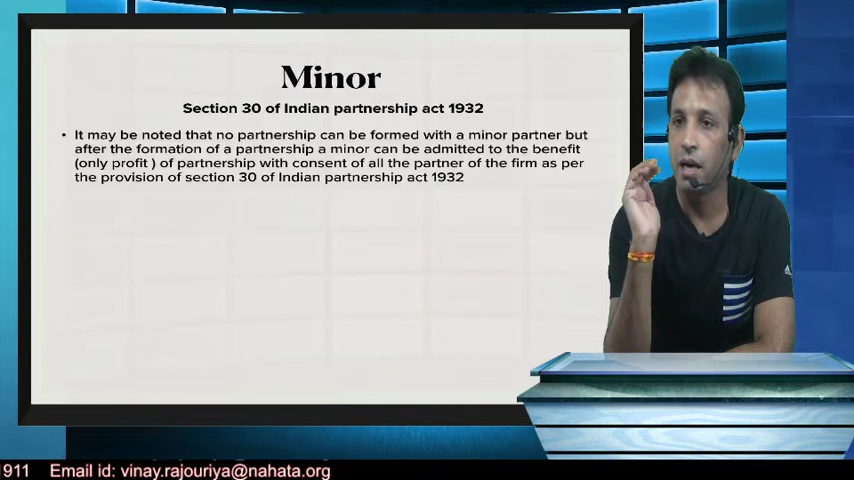 Minor
Section 30 of Indian partnership act 1932
• It may be noted that no partnership can be formed with a minor partner but
after the formation of a partnership a minor can be admitted to the benefit
(only profit ) of partnership with consent of all the partner of the firm as per
the provision of section 30 of Indian partnership act 1932
1911 Email id: vinay.rajouriya@nahata.org